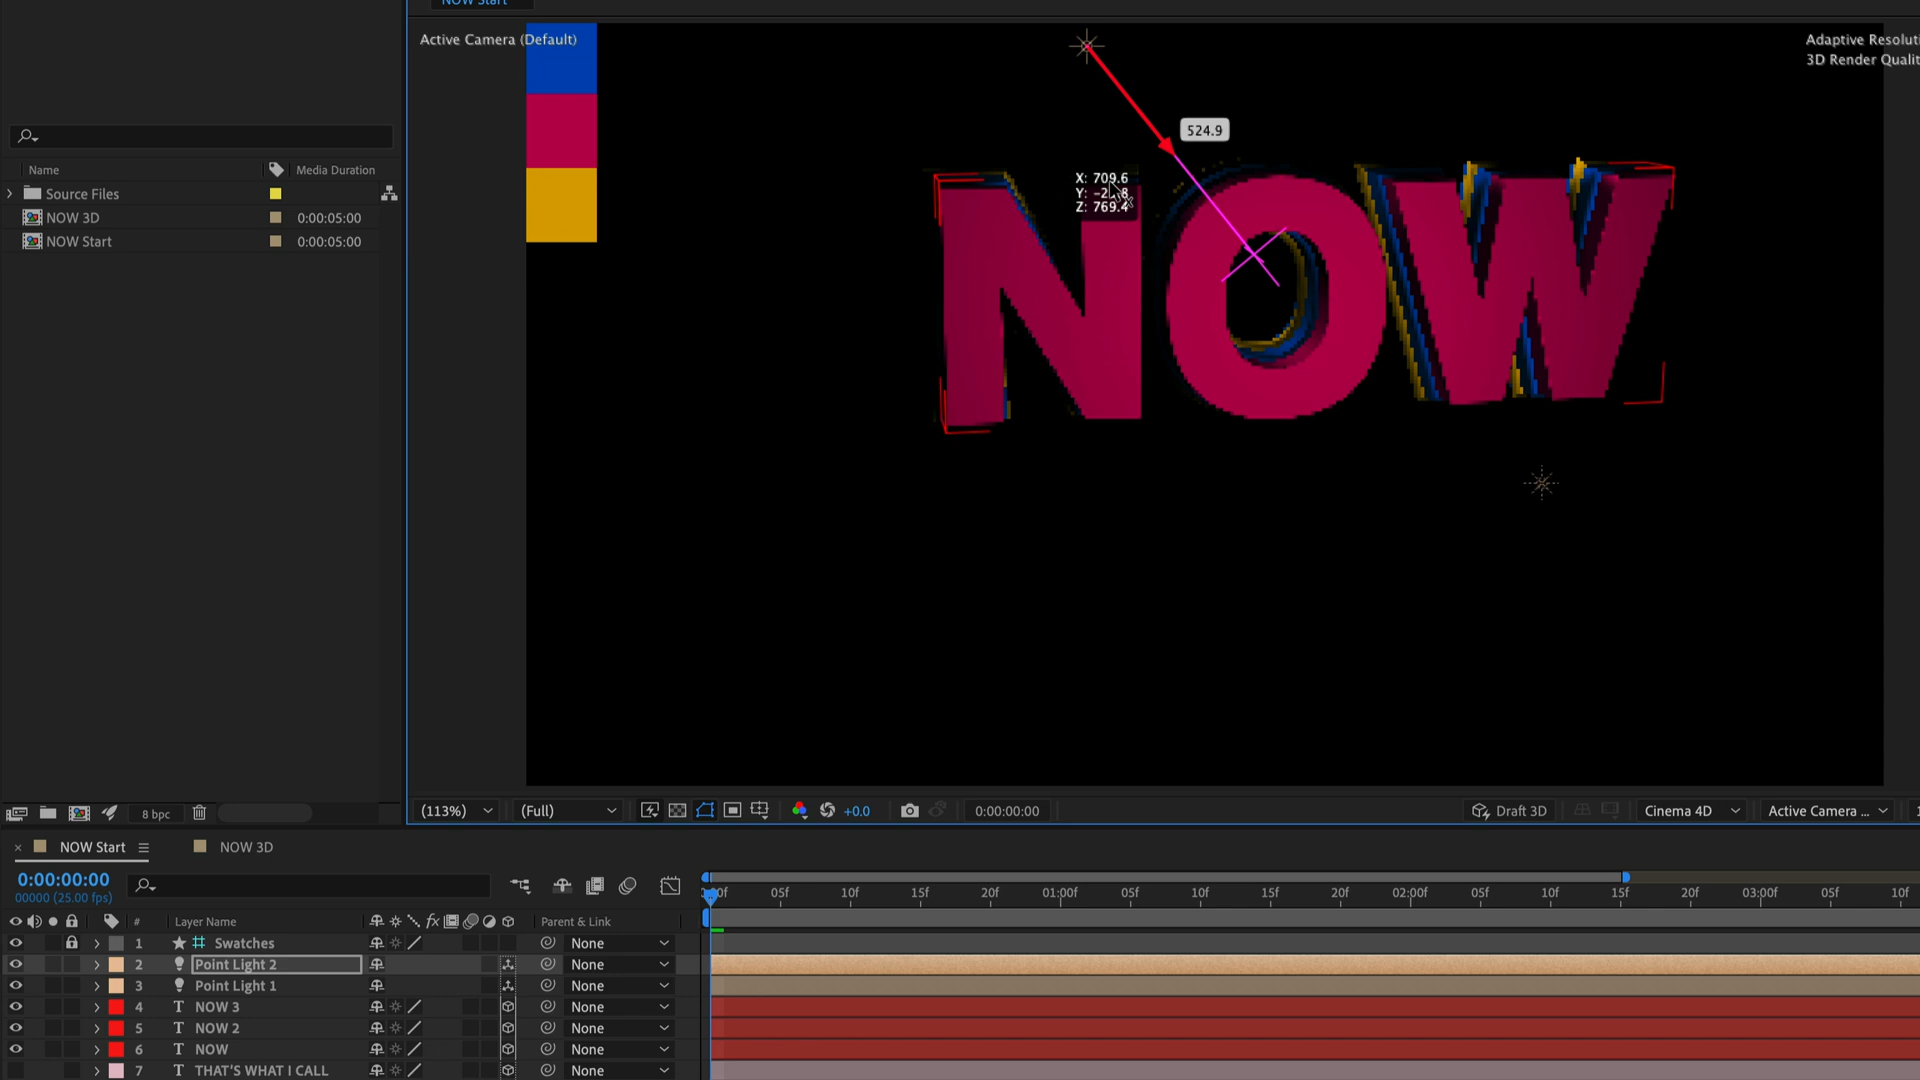 NOW Start
Active Camera (Default)
Adaptive Resoluti
3D Render Qualit
524.9
X: 709.6
Z: 769.4
NOW
Name
Media Duration
Source Files
NOW 3D
0:00:05:00
NOW Start
0:00:05:00
8 bpc
(113%)
(Full)
+0.0
0:00:00:00
Draft 3D
Cinema 4D
Active Camera ...
NOW Start
NOW 3D
0:00:00:00
00000 (25.00 fps)
05f 10f 15f 20f 01:00f 05f 10f 15f 20f 02:00f 05f 10f 15f 20f 03:00f 05f 10f
# Layer Name fx Parent & Link
1 Swatches None
2 Point Light 2 None
3 Point Light 1 None
4 T NOW 3 None
5 T NOW 2 None
6 T NOW None
7 T THAT'S WHAT I CALL None